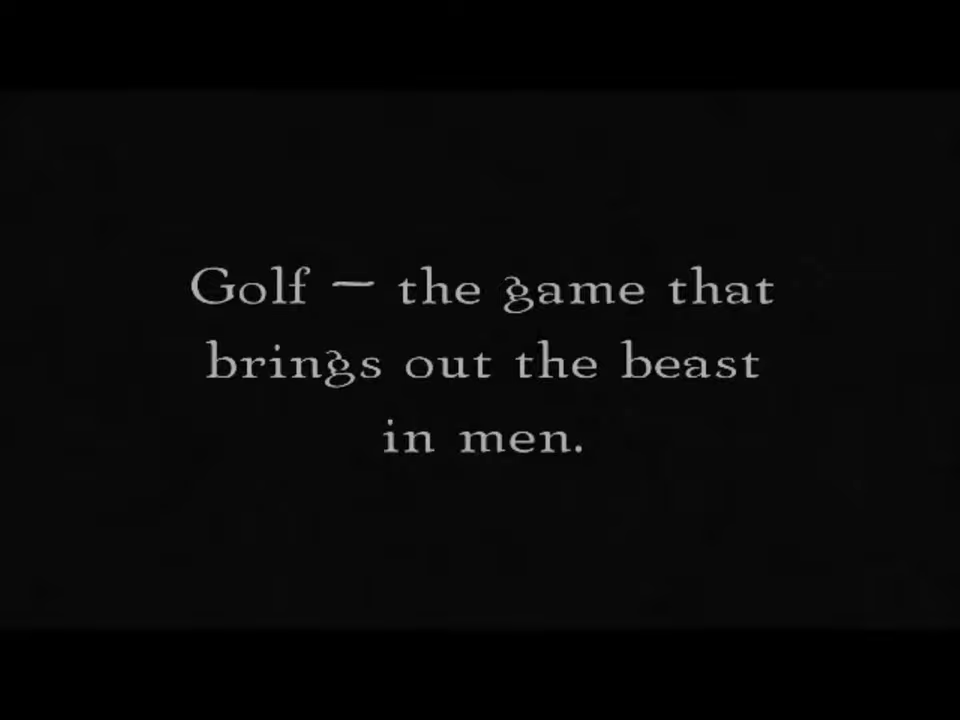 Golf — the game that
brings out the beast
in men.